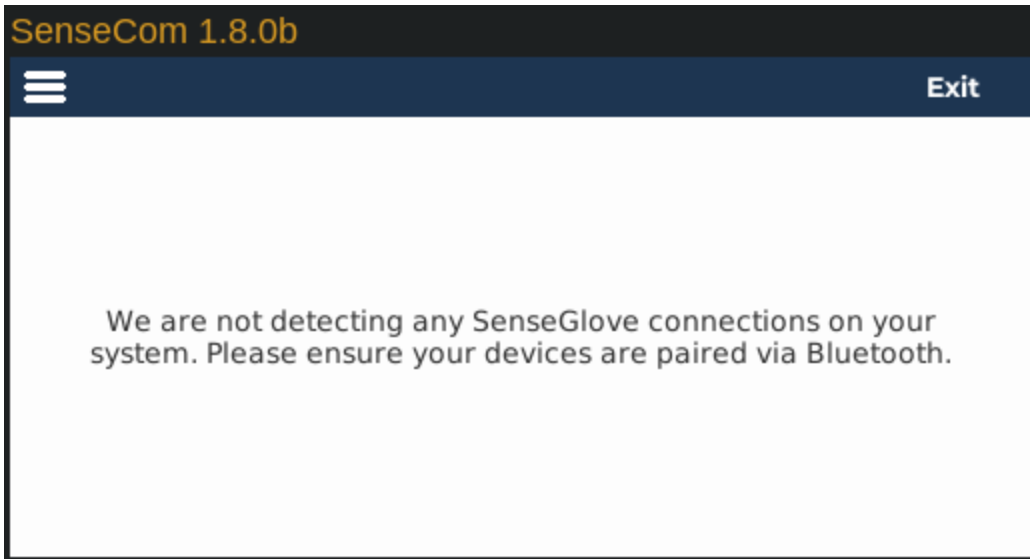 SenseCom 1.8.0b
Exit
We are not detecting any SenseGlove connections on your
system. Please ensure your devices are paired via Bluetooth.